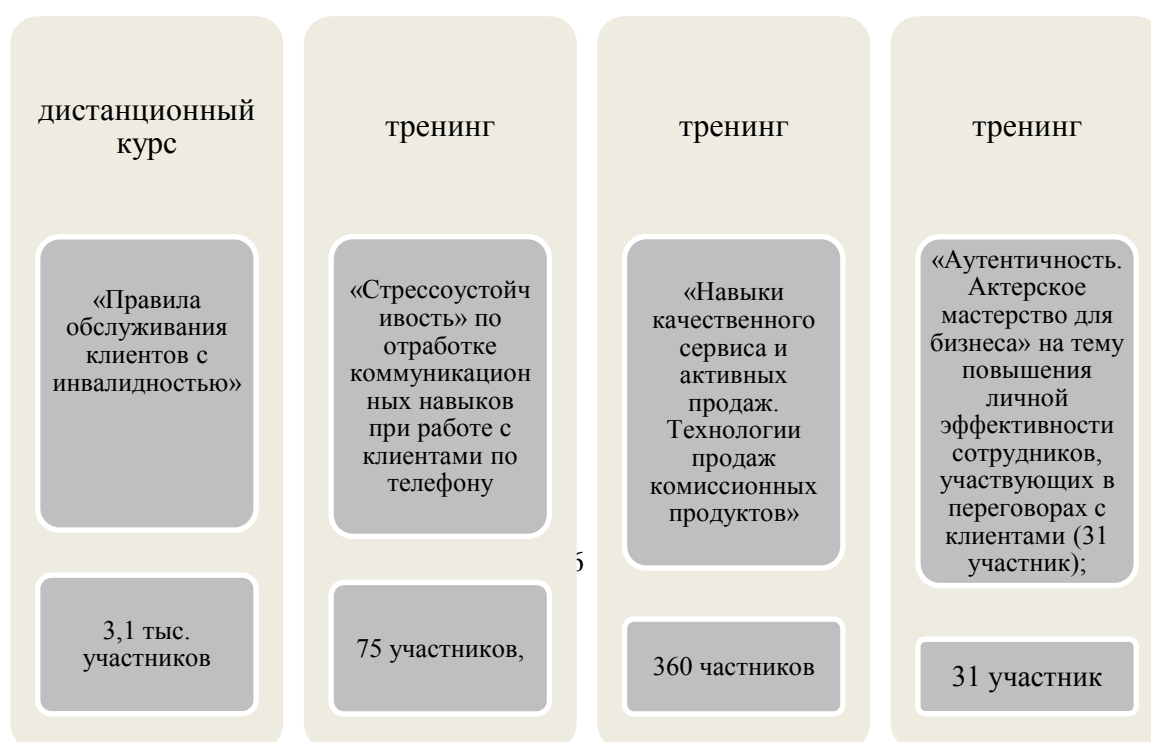 дистанционный
курс
«Правила
обслуживания
клиентов с
инвалидностью»
3,1 тыс.
участников
тренинг
«Стрессоустойч
ивость» по
отработке
коммуникацион
ных навыков
при работе с
клиентами по
телефону
75 участников,
тренинг
«Навыки
качественного
сервиса и
активных
продаж.
Технологии
продаж
комиссионных
продуктов»
360 частников
тренинг
«Аутентичность.
Актерское
мастерство для
бизнеса» на тему
повышения
личной
эффективности
сотрудников,
участвующих в
переговорах с
клиентами (31
участник);
31 участник